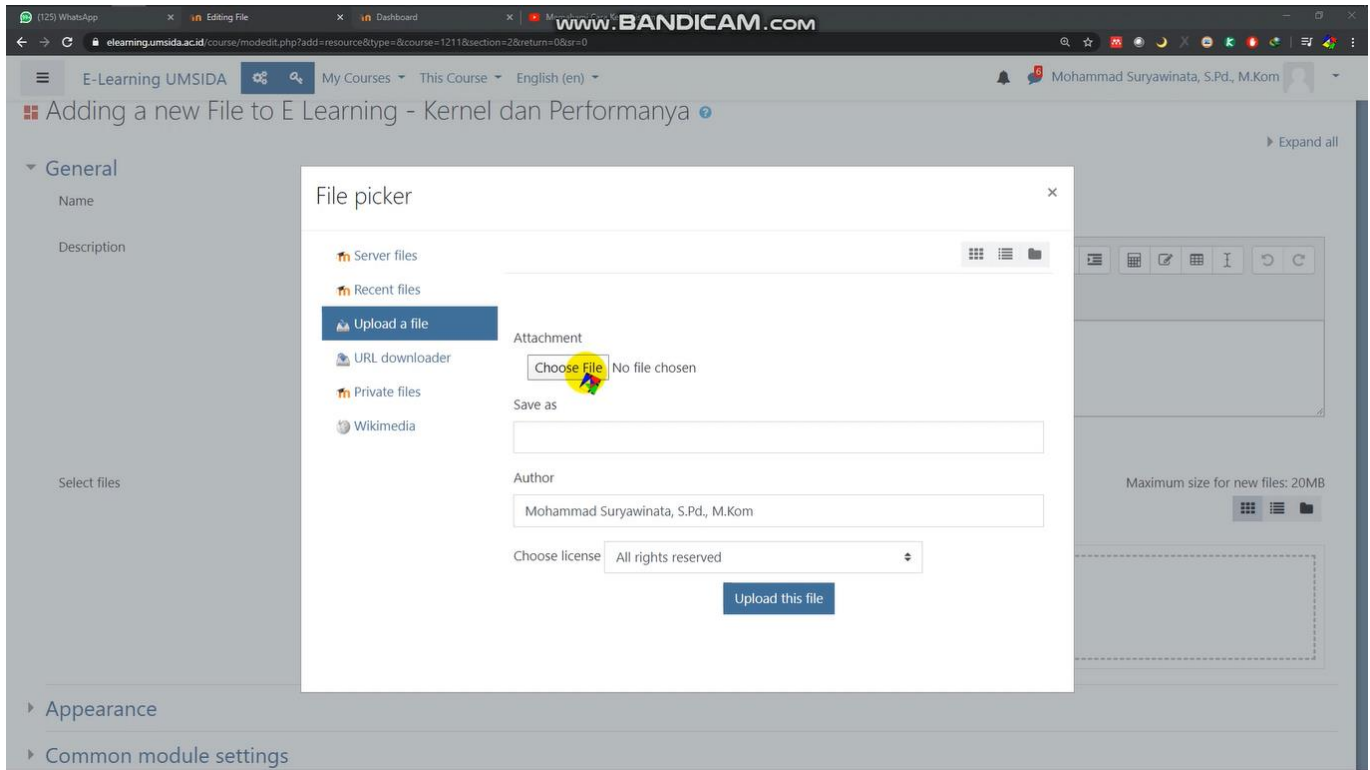 (125) WhatsApp
Editing File
Dashboard
www.BANDICAM.com
elearning.umsida.ac.id/course/modedit.php?add=resource&type=&course=1211&section=2&return=0&sr=0
E-Learning UMSIDA
My Courses
This Course
English (en)
6
Mohammad Suryawinata, S.Pd., M.Kom
Adding a new File to E Learning - Kernel dan Performanya
Expand all
General
Name
Description
File picker
Server files
Recent files
Upload a file
URL downloader
Private files
Wikimedia
Attachment
Choose File No file chosen
Save as
Author
Mohammad Suryawinata, S.Pd., M.Kom
Choose license All rights reserved
Upload this file
Select files
Maximum size for new files: 20MB
Appearance
Common module settings